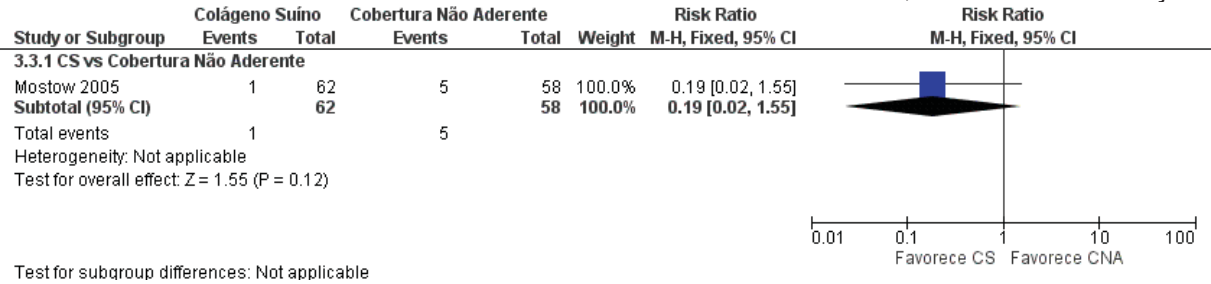 Colágeno Suíno Cobertura Não Aderente Risk Ratio Risk Ratio
Study or Subgroup Events Total Events Total Weight M-H, Fixed, 95% CI M-H, Fixed, 95% CI
3.3.1 CS vs Cobertura Não Aderente
Mostow 2005 1 62 5 58 100.0% 0.19 [0.02, 1.55]
Subtotal (95% CI) 62 58 100.0% 0.19 [0.02, 1.55]
Total events 1 5
Heterogeneity: Not applicable
Test for overall effect: Z = 1.55 (P = 0.12)
0.01 0.1 1 10 100
Favorece CS Favorece CNA
Test for subgroup differences: Not applicable